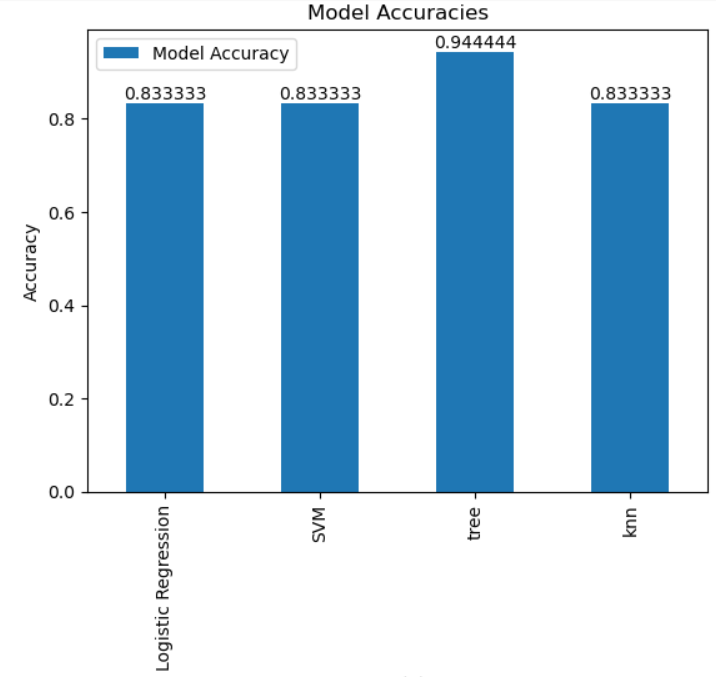 Model Accuracies
Model Accuracy
0.833333
0.833333
0.944444
0.833333
Accuracy
0.8
0.6
0.4
0.2
0.0
Logistic Regression
SVM
tree
knn